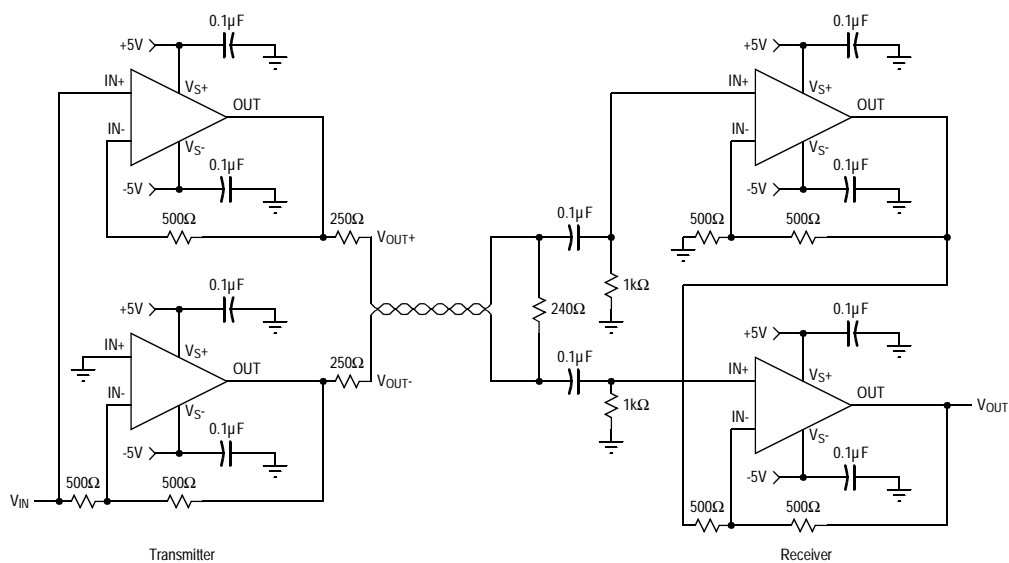 0.1µF
+5V
IN+
VS+
OUT
IN-
VS-
0.1µF
-5V
500Ω
250Ω
VOUT+
0.1µF
+5V
IN+
VS+
OUT
IN-
VS-
250Ω
VOUT-
0.1µF
-5V
VIN
500Ω
500Ω
Transmitter
0.1µF
1kΩ
240Ω
0.1µF
1kΩ
0.1µF
+5V
IN+
VS+
OUT
IN-
VS-
0.1µF
-5V
500Ω
500Ω
0.1µF
+5V
IN+
VS+
OUT
VOUT
IN-
VS-
0.1µF
-5V
500Ω
500Ω
Receiver